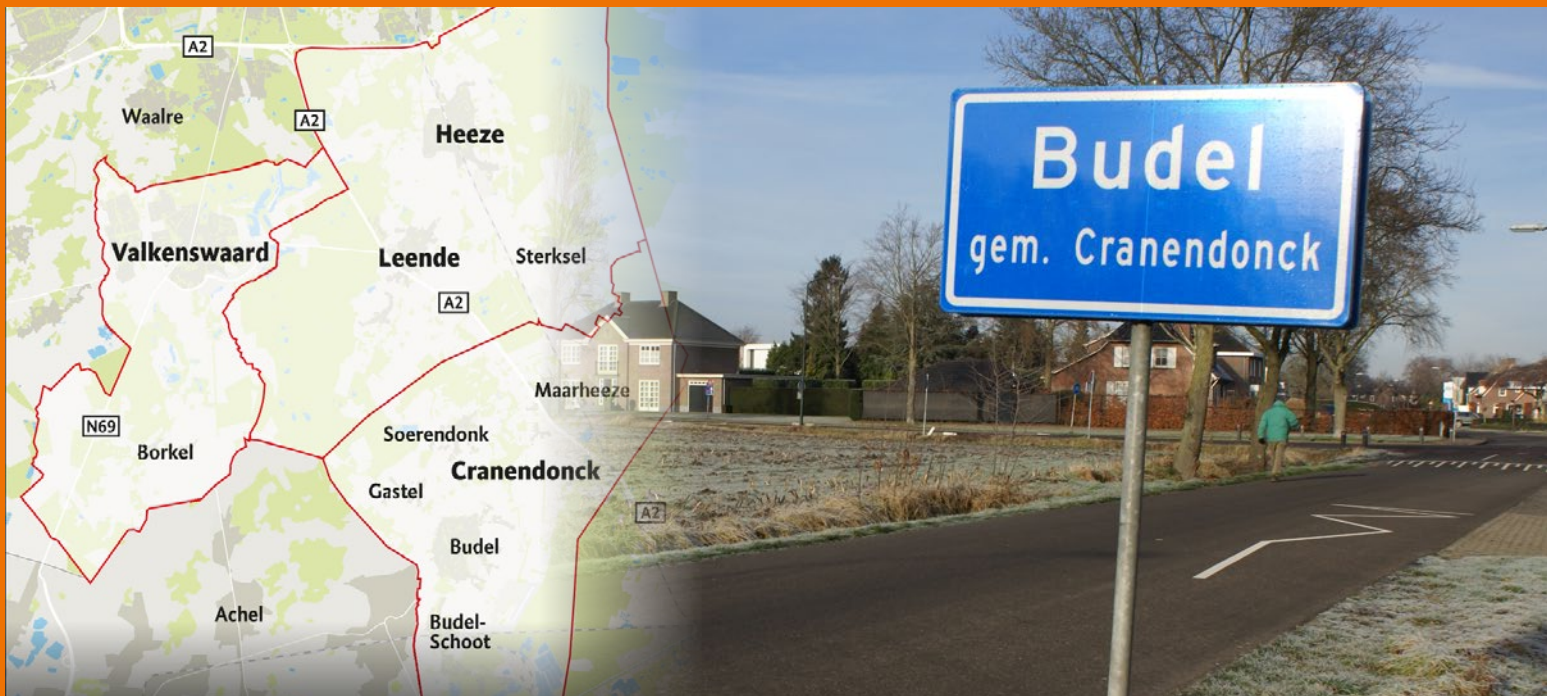 A2
Waalre
A2
Heeze
Valkenswaard
Leende
Sterksel
A2
Maarheeze
N69
Borkel
Soerendonk
Cranendonck
Gastel
A2
Budel
Achel
Budel-
Schoot
Budel
gem. Cranendonck